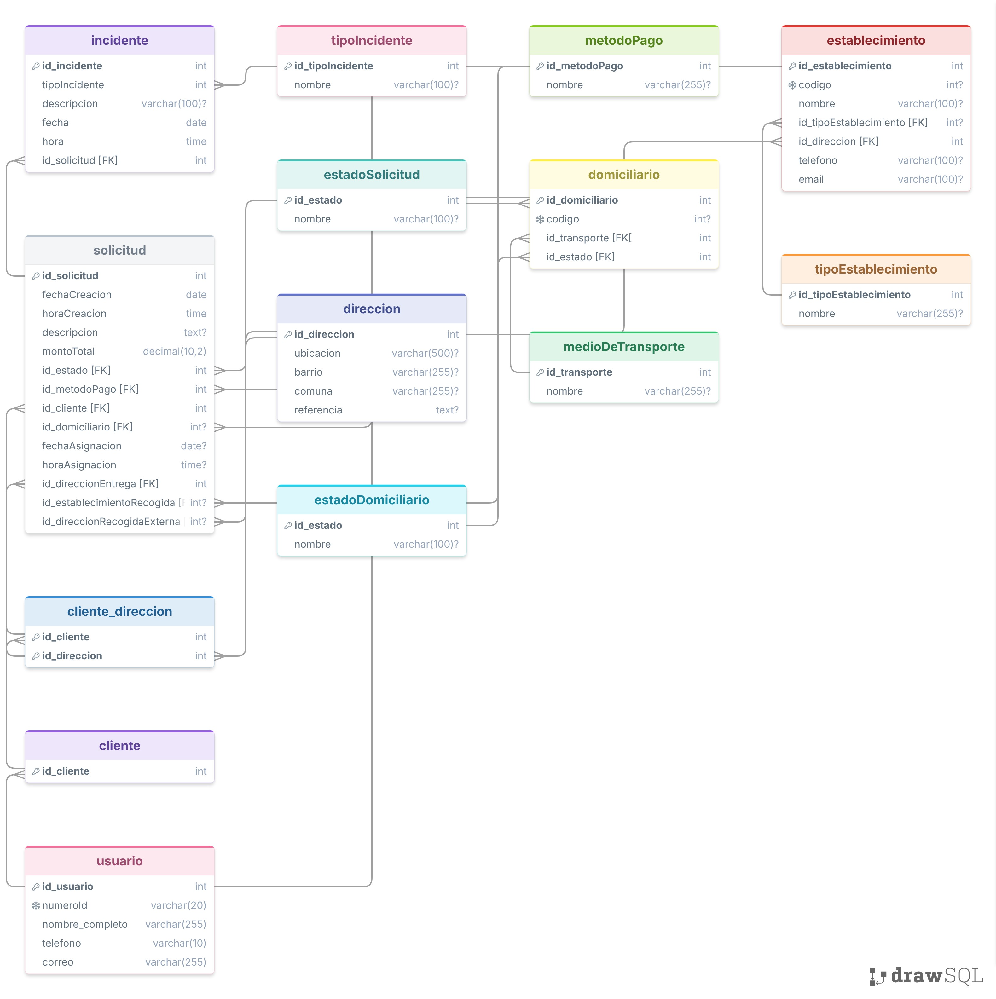 incidente
id_incidente int
tipoIncidente int
descripcion varchar(100)?
fecha date
hora time
id_solicitud [FK] int
tipoIncidente
id_tipoIncidente int
nombre varchar(100)?
metodoPago
id_metodoPago int
nombre varchar(255)?
establecimiento
id_establecimiento int
codigo int?
nombre varchar(100)?
id_tipoEstablecimiento [FK] int?
id_direccion [FK] int
telefono varchar(100)?
email varchar(100)?
estadoSolicitud
id_estado int
nombre varchar(100)?
domiciliario
id_domiciliario int
codigo int?
id_transporte [FK[ int
id_estado [FK] int
solicitud
id_solicitud int
fechaCreacion date
horaCreacion time
descripcion text?
montoTotal decimal(10,2)
id_estado [FK] int
id_metodoPago [FK] int
id_cliente [FK] int
id_domiciliario [FK] int?
fechaAsignacion date?
horaAsignacion time?
id_direccionEntrega [FK] int
id_establecimientoRecogida [F int?
id_direccionRecogidaExterna int?
tipoEstablecimiento
id_tipoEstablecimiento int
nombre varchar(255)?
direccion
id_direccion int
ubicacion varchar(500)?
barrio varchar(255)?
comuna varchar(255)?
referencia text?
medioDeTransporte
id_transporte int
nombre varchar(255)?
estadoDomiciliario
id_estado int
nombre varchar(100)?
cliente_direccion
id_cliente int
id_direccion int
cliente
id_cliente int
usuario
id_usuario int
numeroId varchar(20)
nombre_completo varchar(255)
telefono varchar(10)
correo varchar(255)
drawSQL